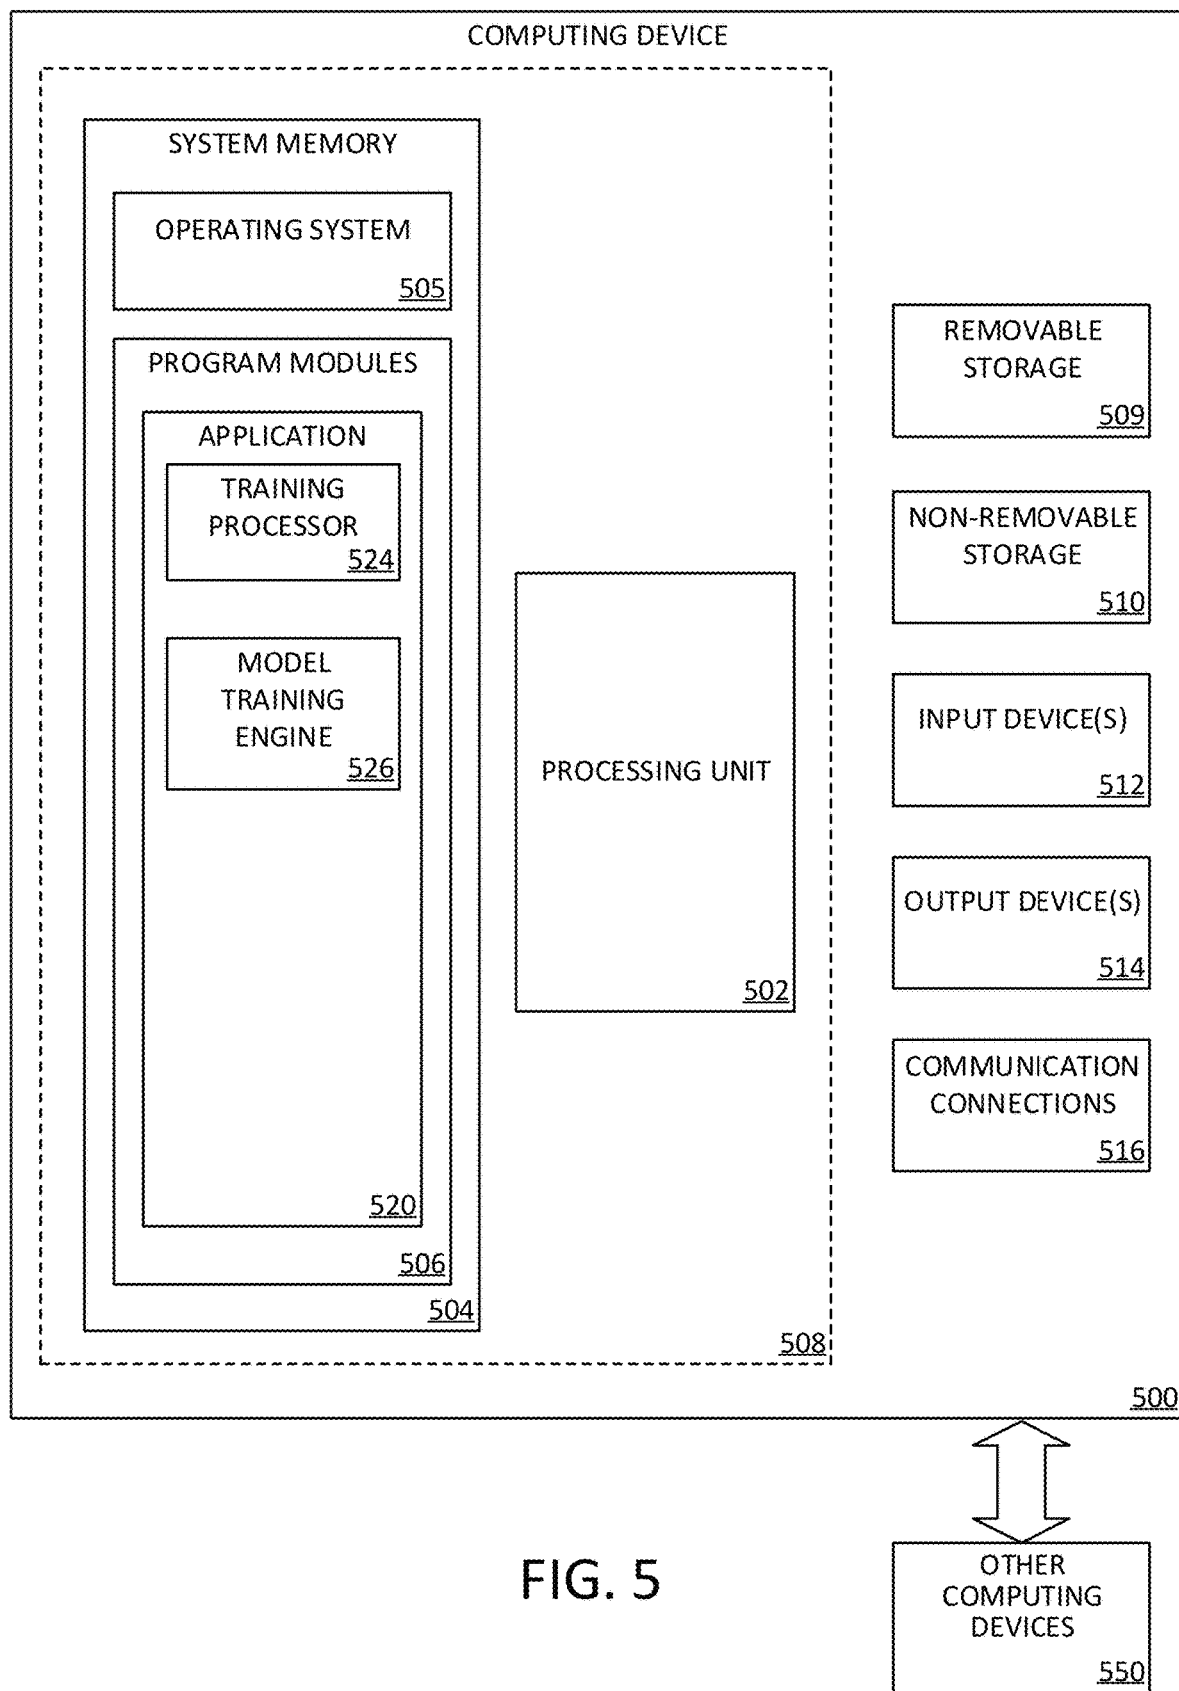 COMPUTING DEVICE
SYSTEM MEMORY
OPERATING SYSTEM
505
PROGRAM MODULES
APPLICATION
TRAINING
PROCESSOR
524
MODEL
TRAINING
ENGINE
526
520
506
504
PROCESSING UNIT
502
508
REMOVABLE
STORAGE
509
NON-REMOVABLE
STORAGE
510
INPUT DEVICE(S)
512
OUTPUT DEVICE(S)
514
COMMUNICATION
CONNECTIONS
516
500
OTHER
COMPUTING
DEVICES
550
FIG. 5